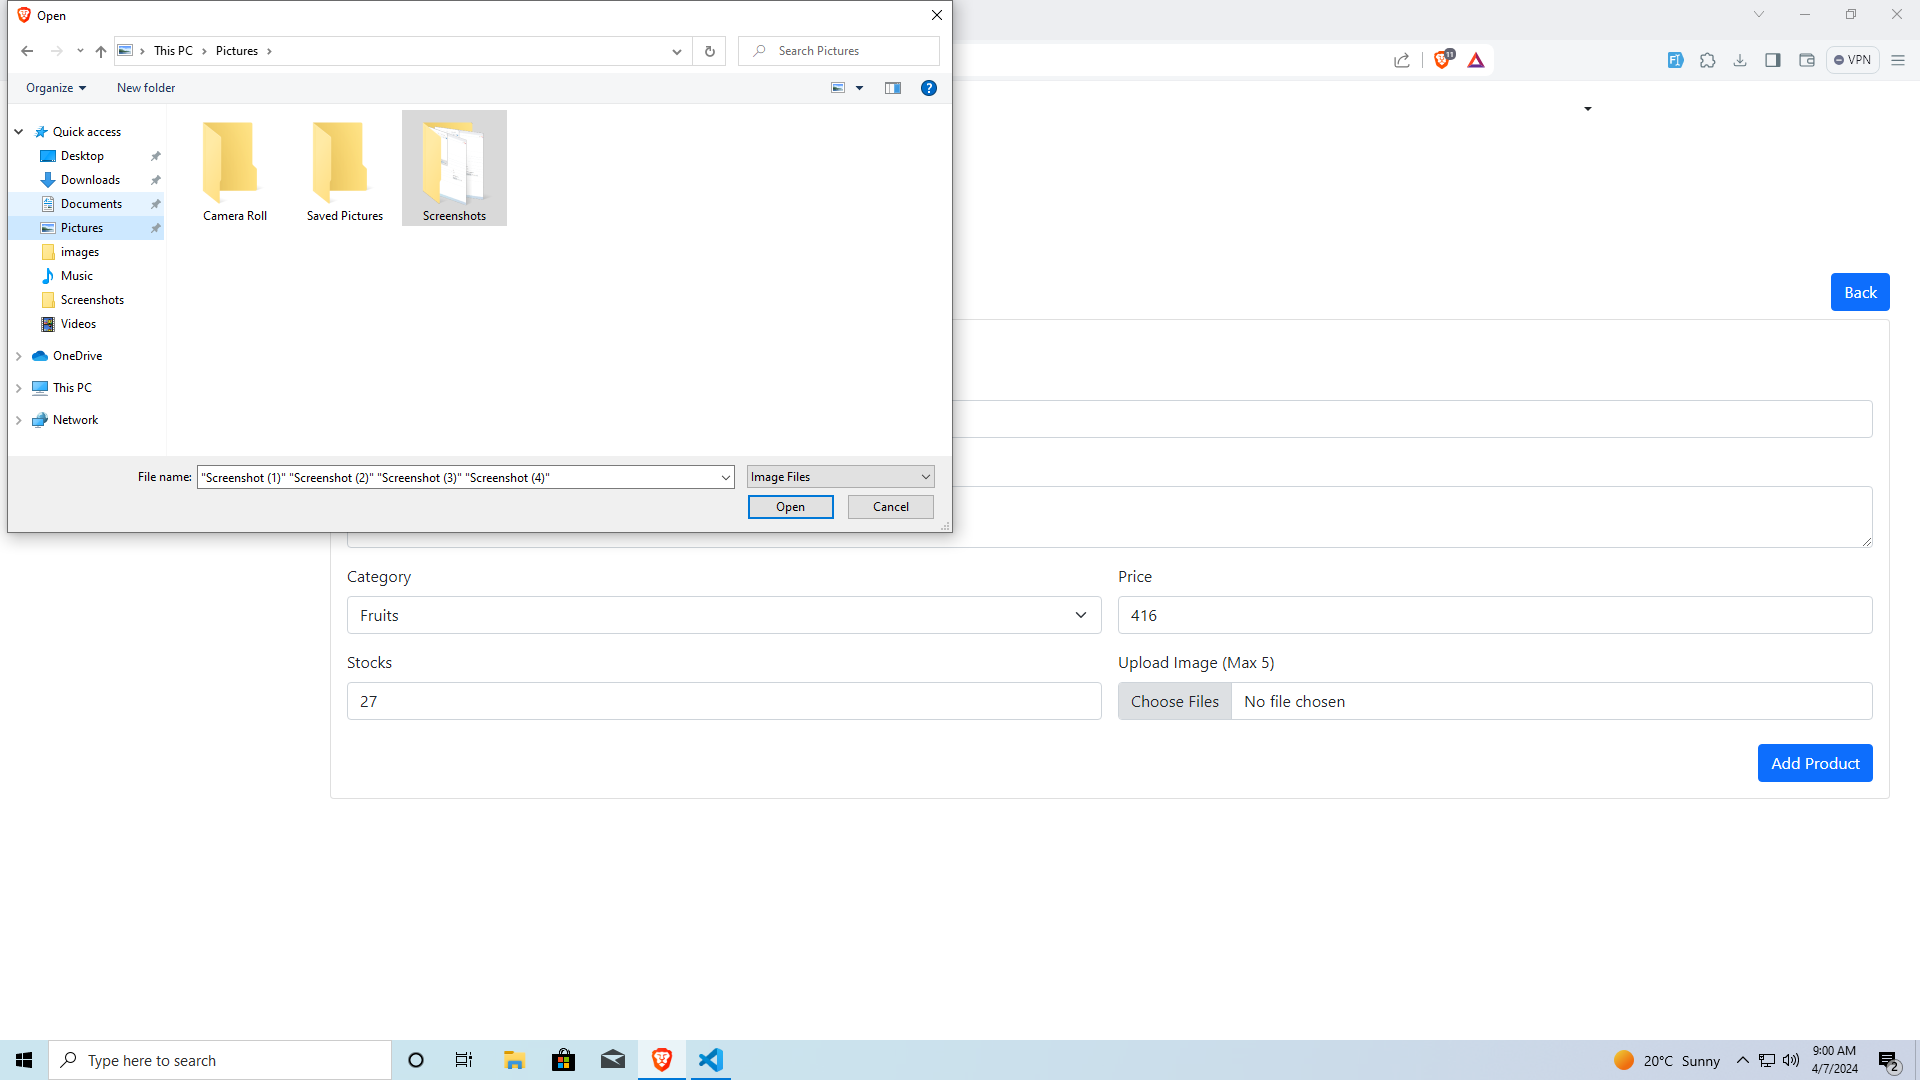 Open
This PC
Pictures
Search Pictures
Organize
New folder
Quick access
Desktop
Downloads
Documents
Pictures
images
Music
Screenshots
Videos
OneDrive
This PC
Network
Camera Roll
Saved Pictures
Screenshots
File name:
"Screenshot (1)" "Screenshot (2)" "Screenshot (3)" "Screenshot (4)"
Image Files
Open
Cancel
11
VPN
Back
Category
Price
Fruits
416
Stocks
Upload Image (Max 5)
27
Choose Files
No file chosen
Add Product
Type here to search
20°C Sunny
9:00 AM
4/7/2024
2